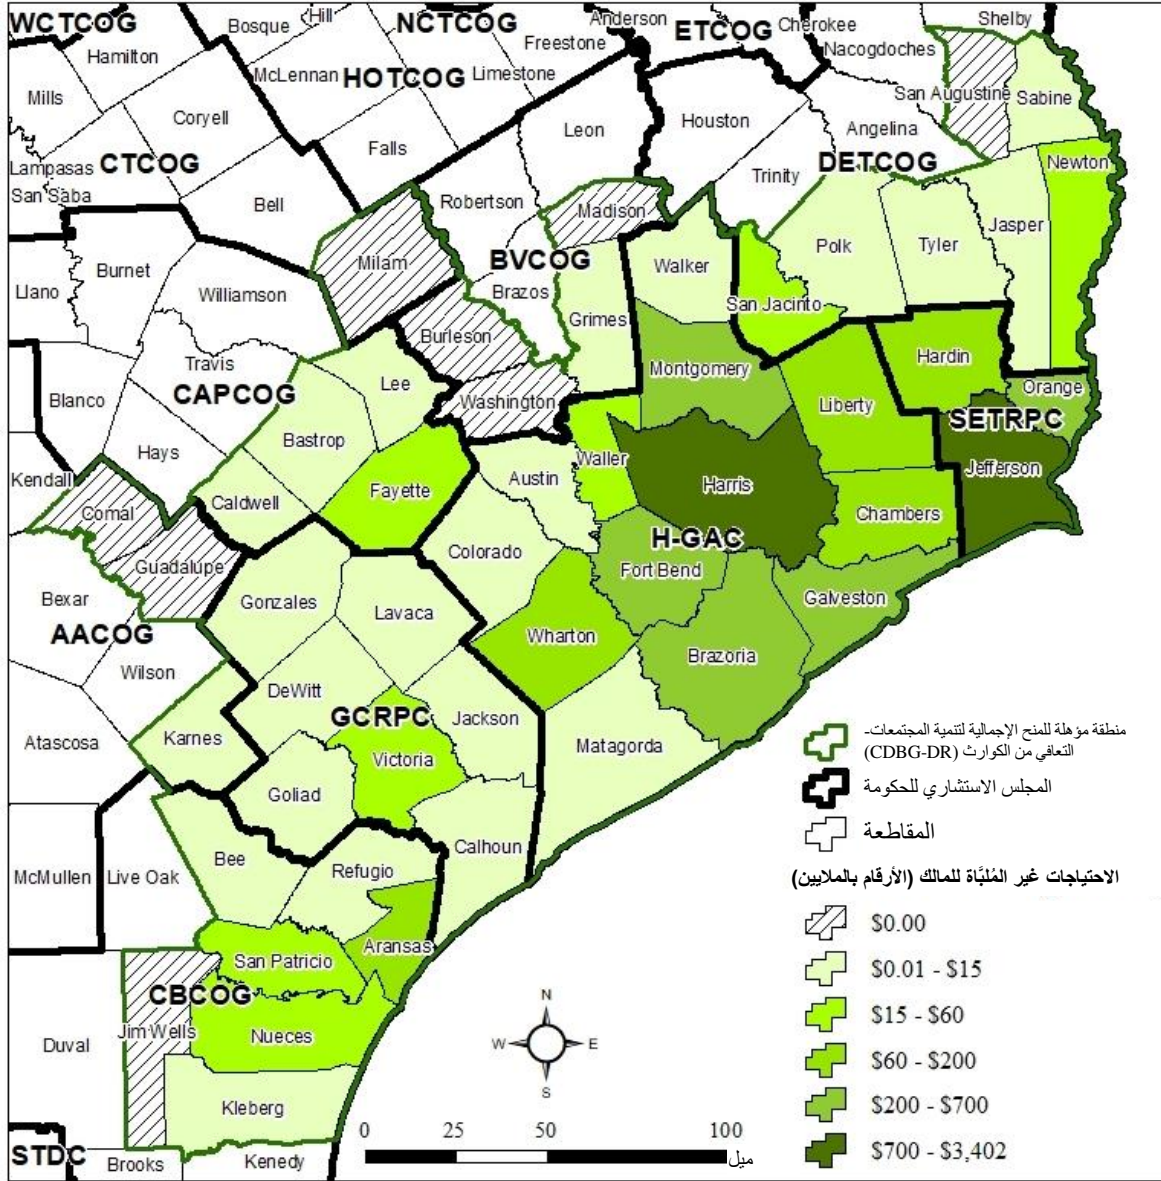 WCTCOG
Hamilton
Bosque
Hill
NCTCOG
Anderson
Freestone
ETCOG
Cherokee
Nacogdoches
Shelby
McLennan
HOTCOG
Limestone
Mills
Coryell
Leon
Houston
San Augustine
Sabine
Falls
Angelina
Lampasas
CTCOG
DETCOG
Newton
San Saba
Bell
Robertson
Madison
Trinity
Jasper
Burnet
Milam
BVCOG
Walker
Polk
Tyler
Llano
Williamson
Brazos
San Jacinto
Grimes
Burleson
Travis
Montgomery
Hardin
Lee
CAPCOG
Orange
Blanco
Washington
Liberty
SETRPC
Bastrop
Hays
Waller
Jefferson
Kendall
Austin
Harris
Fayette
Caldwell
Comal
Chambers
H-GAC
Colorado
Guadalupe
Fort Bend
Bexar
Gonzales
Lavaca
Galveston
AACOG
Wharton
Brazoria
Wilson
DeWitt
GCRPC
Jackson
Atascosa
Karnes
Matagorda
Victoria
Goliad
Calhoun
Bee
Refugio
McMullen
Live Oak
Aransas
San Patricio
CBCOG
Jim Wells
Nueces
Duval
Kleberg
STDC
Brooks
Kenedy
منطقة مؤهلة للمنح الإجمالية لتنمية المجتمعات-
التعافي من الكوارث (CDBG-DR)
المجلس الاستشاري للحكومة
المقاطعة
الاحتياجات غير المُلبَّاة للمالك (الأرقام بالملايين)
$0.00
$0.01 - $15
$15 - $60
$60 - $200
$200 - $700
$700 - $3,402
N
W
E
S
0 25 50 100
ميل